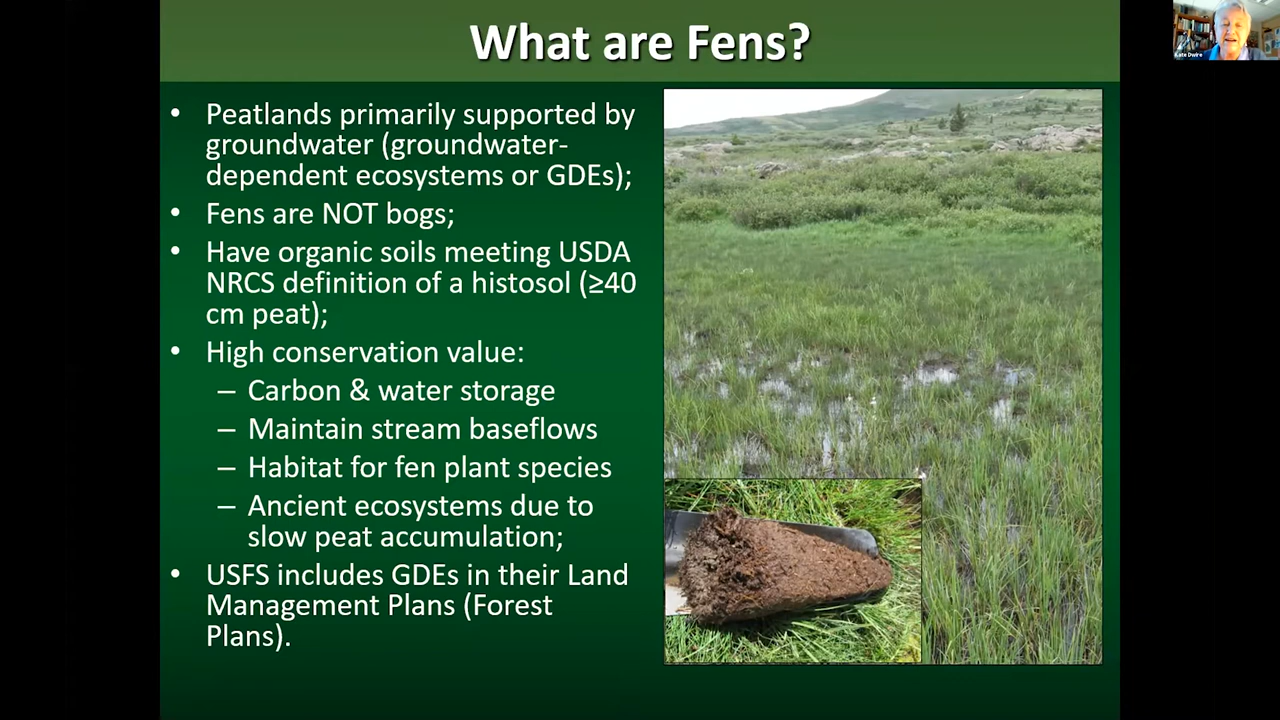 What are Fens?
• Peatlands primarily supported by
groundwater (groundwater-
dependent ecosystems or GDEs);
• Fens are NOT bogs;
• Have organic soils meeting USDA
NRCS definition of a histosol (≥40
cm peat);
• High conservation value:
– Carbon & water storage
– Maintain stream baseflows
– Habitat for fen plant species
– Ancient ecosystems due to
slow peat accumulation;
• USFS includes GDEs in their Land
Management Plans (Forest
Plans).
Kate Dwire